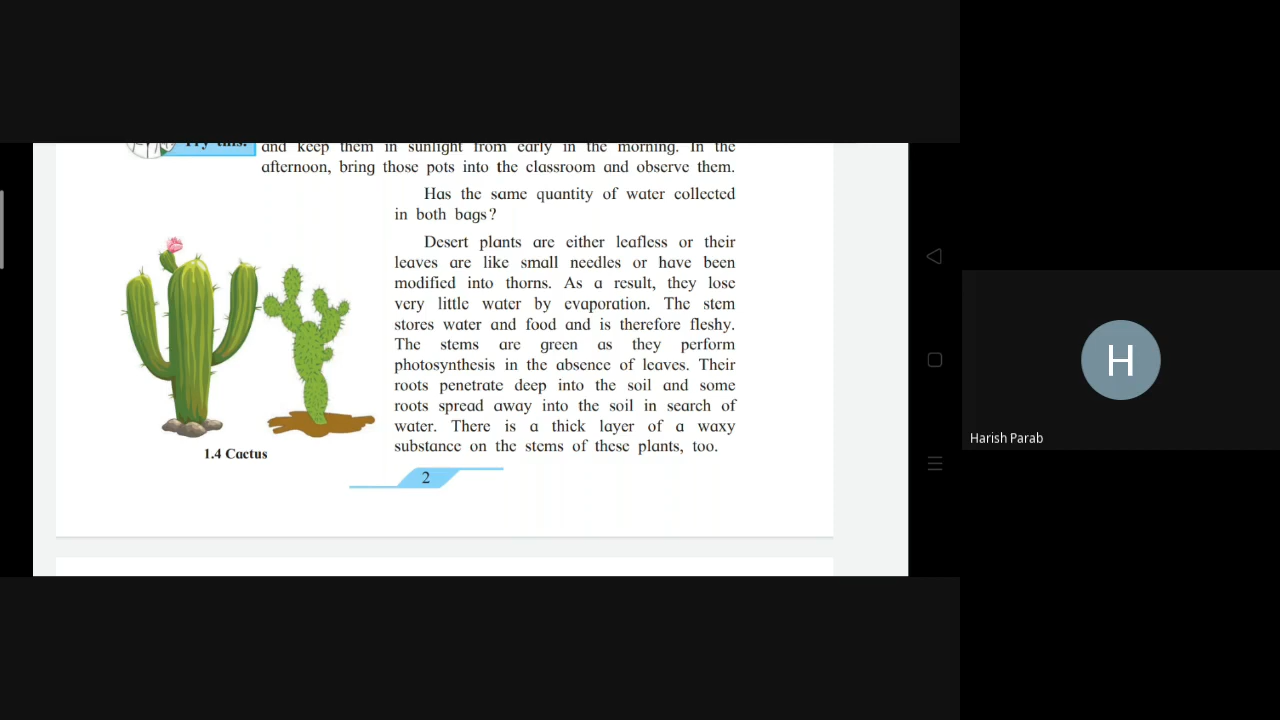 Try this.
and keep them in sunlight from early in the morning. In the
afternoon, bring those pots into the classroom and observe them.
Has the same quantity of water collected
in both bags?
Desert plants are either leafless or their
leaves are like small needles or have been
modified into thorns. As a result, they lose
very little water by evaporation. The stem
stores water and food and is therefore fleshy.
The stems are green as they perform
photosynthesis in the absence of leaves. Their
roots penetrate deep into the soil and some
roots spread away into the soil in search of
water. There is a thick layer of a waxy
substance on the stems of these plants, too.
1.4 Cactus
2
H
Harish Parab